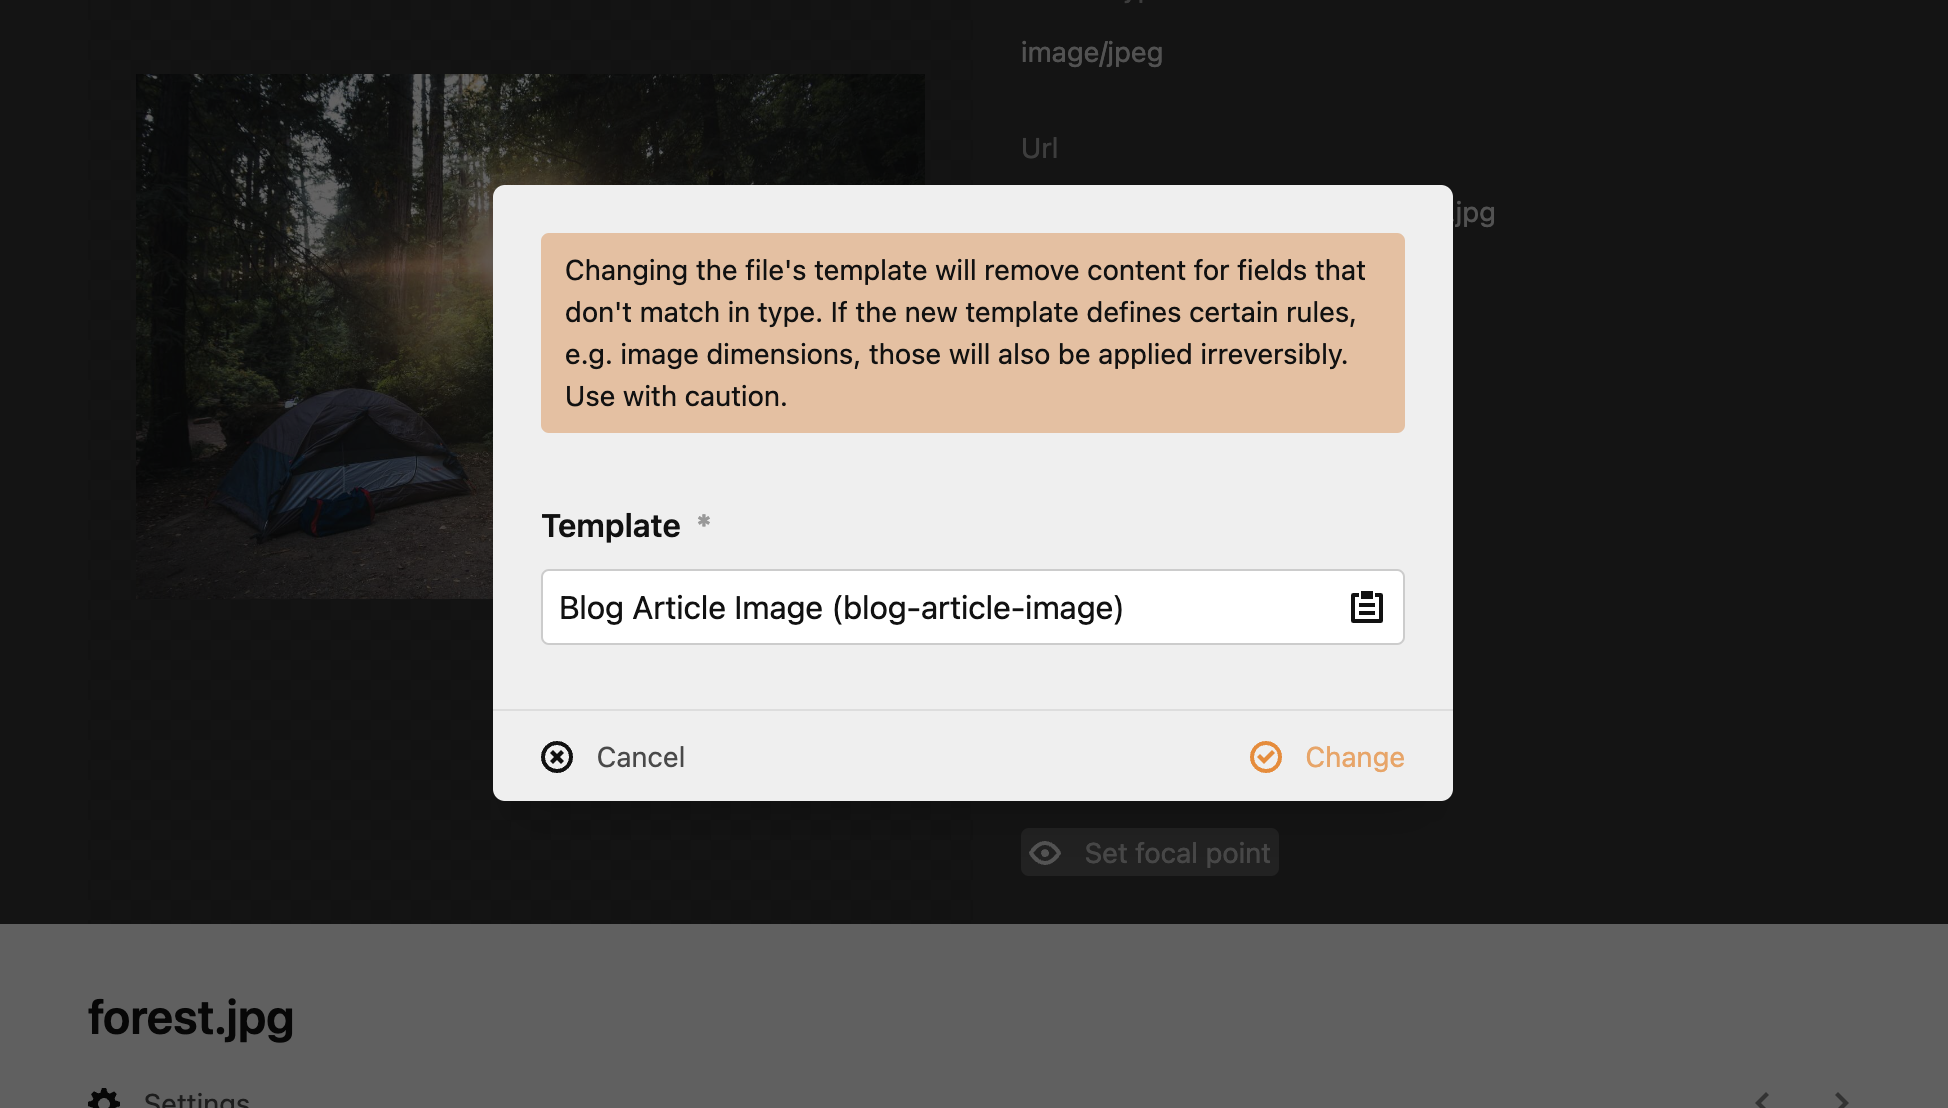 image/jpeg
Url
.jpg
Changing the file's template will remove content for fields that
don't match in type. If the new template defines certain rules,
e.g. image dimensions, those will also be applied irreversibly.
Use with caution.
Template *
Blog Article Image (blog-article-image)
Cancel
Change
Set focal point
forest.jpg
Settings